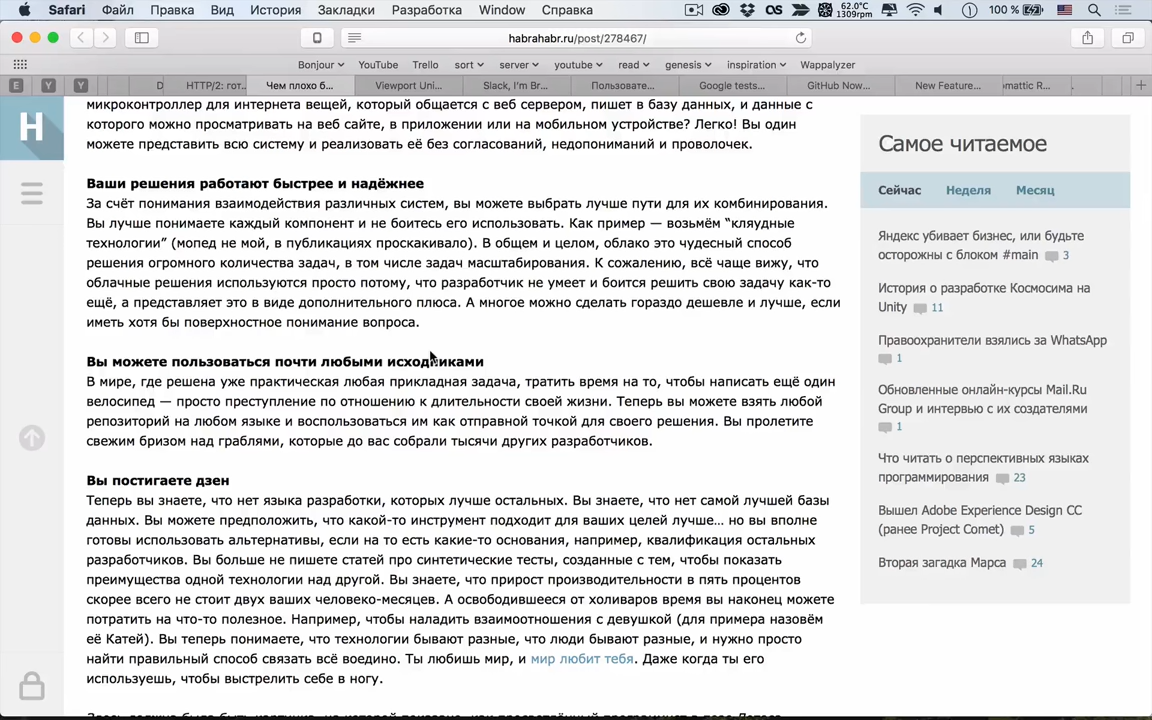 Safari Файл Правка Вид История Закладки Разработка Window Справка 62.0°C 1309rpm 100 %
habrahabr.ru/post/278467/
Bonjour YouTube Trello sort server youtube read genesis inspiration Wappalyzer
E Y Y D HTTP/2: гот... Чем плохо б... Viewport Uni... Slack, I'm Br... Пользовате... Google tests... GitHub Now... New Feature... omattic R...
H
микроконтроллер для интернета вещей, который общается с веб сервером, пишет в базу данных, и данные с
которого можно просматривать на веб сайте, в приложении или на мобильном устройстве? Легко! Вы один
можете представить всю систему и реализовать её без согласований, недопониманий и проволочек.
Ваши решения работают быстрее и надёжнее
За счёт понимания взаимодействия различных систем, вы можете выбрать лучше пути для их комбинирования.
Вы лучше понимаете каждый компонент и не боитесь его использовать. Как пример — возьмём “кляудные
технологии” (мопед не мой, в публикациях проскакивало). В общем и целом, облако это чудесный способ
решения огромного количества задач, в том числе задач масштабирования. К сожалению, всё чаще вижу, что
облачные решения используются просто потому, что разработчик не умеет и боится решить свою задачу как-то
ещё, а представляет это в виде дополнительного плюса. А многое можно сделать гораздо дешевле и лучше, если
иметь хотя бы поверхностное понимание вопроса.
Вы можете пользоваться почти любыми исходниками
В мире, где решена уже практическая любая прикладная задача, тратить время на то, чтобы написать ещё один
велосипед — просто преступление по отношению к длительности своей жизни. Теперь вы можете взять любой
репозиторий на любом языке и воспользоваться им как отправной точкой для своего решения. Вы пролетите
свежим бризом над граблями, которые до вас собрали тысячи других разработчиков.
Вы постигаете дзен
Теперь вы знаете, что нет языка разработки, которых лучше остальных. Вы знаете, что нет самой лучшей базы
данных. Вы можете предположить, что какой-то инструмент подходит для ваших целей лучше... но вы вполне
готовы использовать альтернативы, если на то есть какие-то основания, например, квалификация остальных
разработчиков. Вы больше не пишете статей про синтетические тесты, созданные с тем, чтобы показать
преимущества одной технологии над другой. Вы знаете, что прирост производительности в пять процентов
скорее всего не стоит двух ваших человеко-месяцев. А освободившееся от холиваров время вы наконец можете
потратить на что-то полезное. Например, чтобы наладить взаимоотношения с девушкой (для примера назовём
её Катей). Вы теперь понимаете, что технологии бывают разные, что люди бывают разные, и нужно просто
найти правильный способ связать всё воедино. Ты любишь мир, и мир любит тебя. Даже когда ты его
используешь, чтобы выстрелить себе в ногу.
Самое читаемое
Сейчас Неделя Месяц
Яндекс убивает бизнес, или будьте
осторожны с блоком #main 3
История о разработке Космосима на
Unity 11
Правоохранители взялись за WhatsApp
1
Обновленные онлайн-курсы Mail.Ru
Group и интервью с их создателями
1
Что читать о перспективных языках
программирования 23
Вышел Adobe Experience Design CC
(ранее Project Comet) 5
Вторая загадка Марса 24